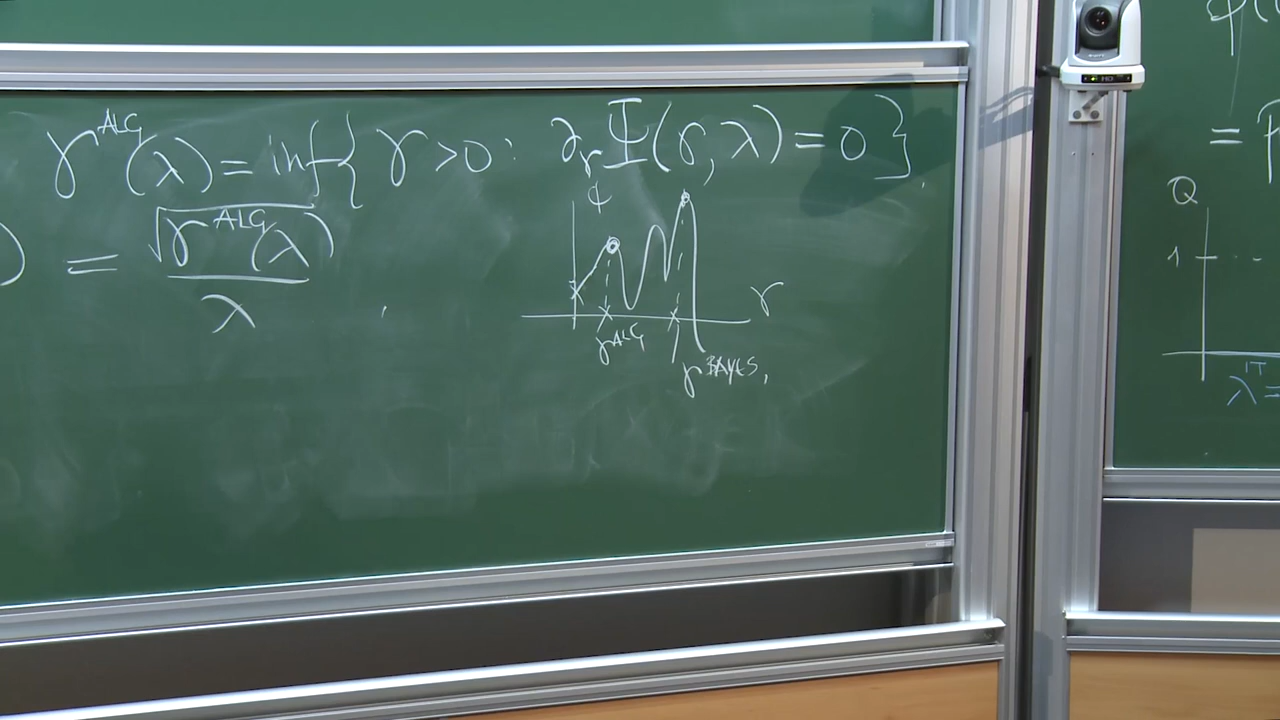 γ^ALG(λ) = inf{ γ > 0 : ∂_γ Ψ(γ, λ) = 0 },
) = √γ^ALG(λ) / λ
ϕ
γ
γ^ALG
γ^BAYES,
=
Q
1
λ^IT =